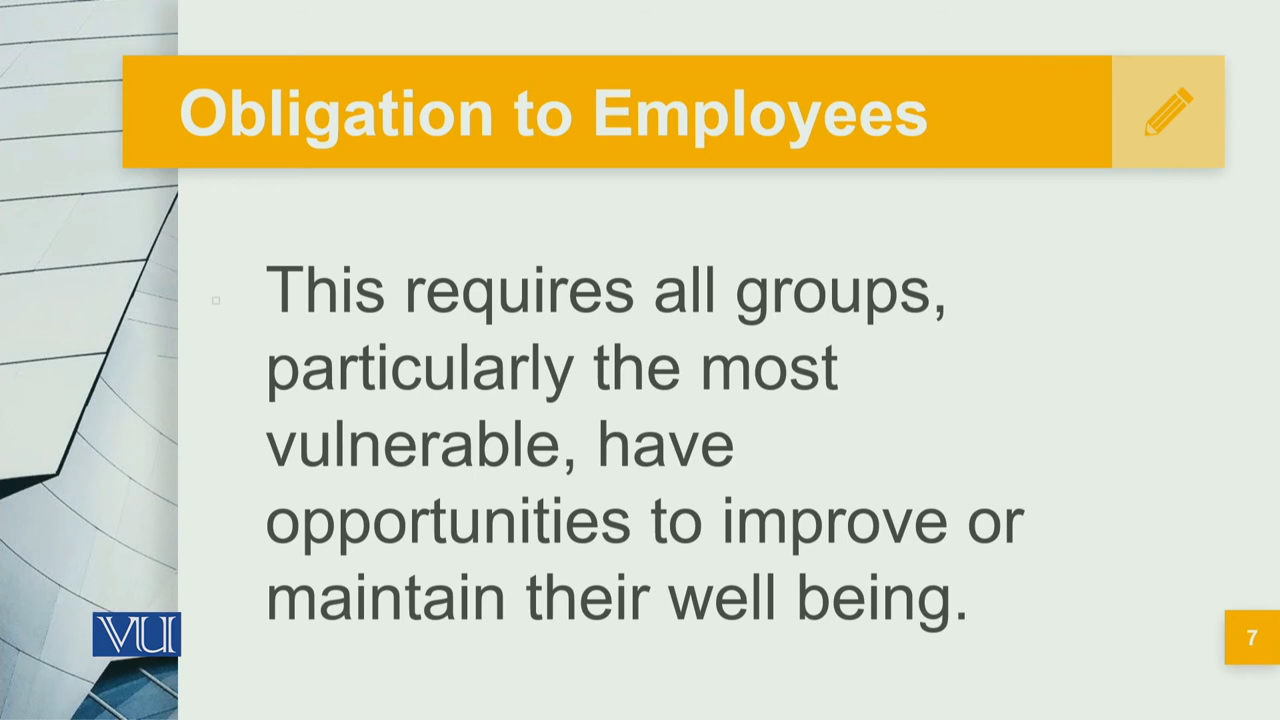 Obligation to Employees
This requires all groups,
particularly the most
vulnerable, have
opportunities to improve or
maintain their well being.
VU
7